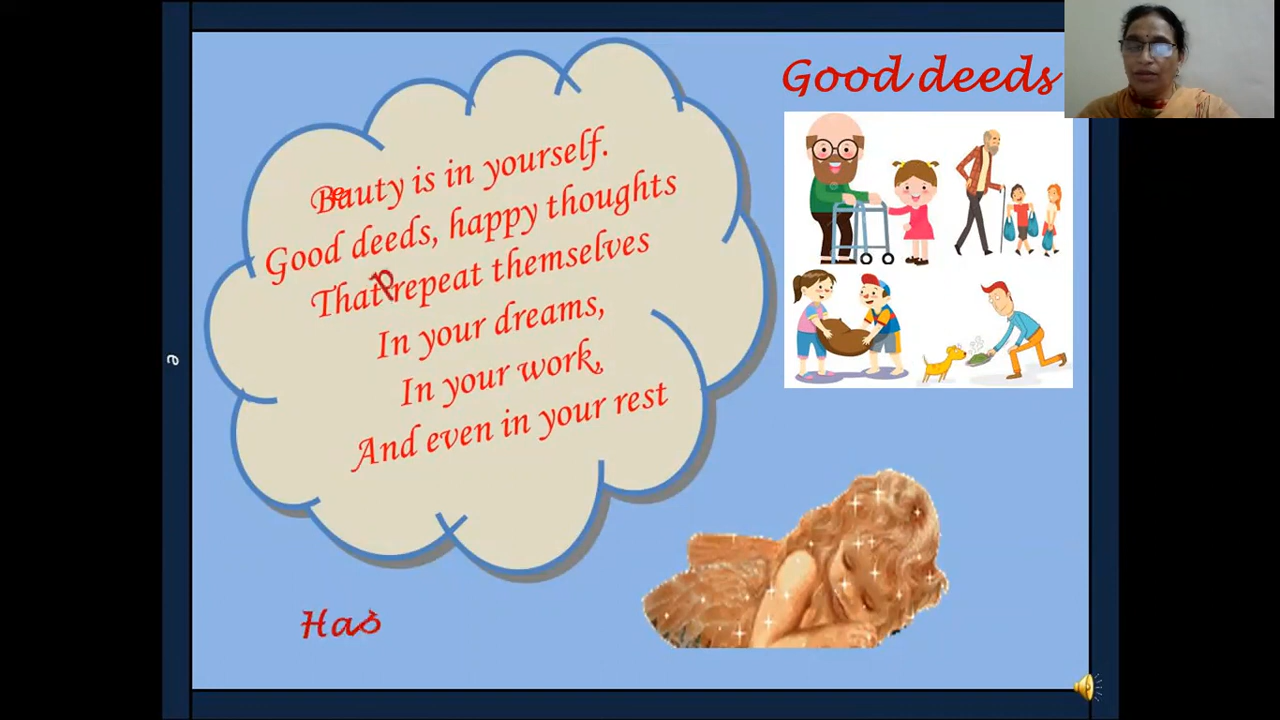 Good deeds
Beauty is in yourself.
Good deeds, happy thoughts
That repeat themselves
In your dreams,
In your work,
And even in your rest
Has
e